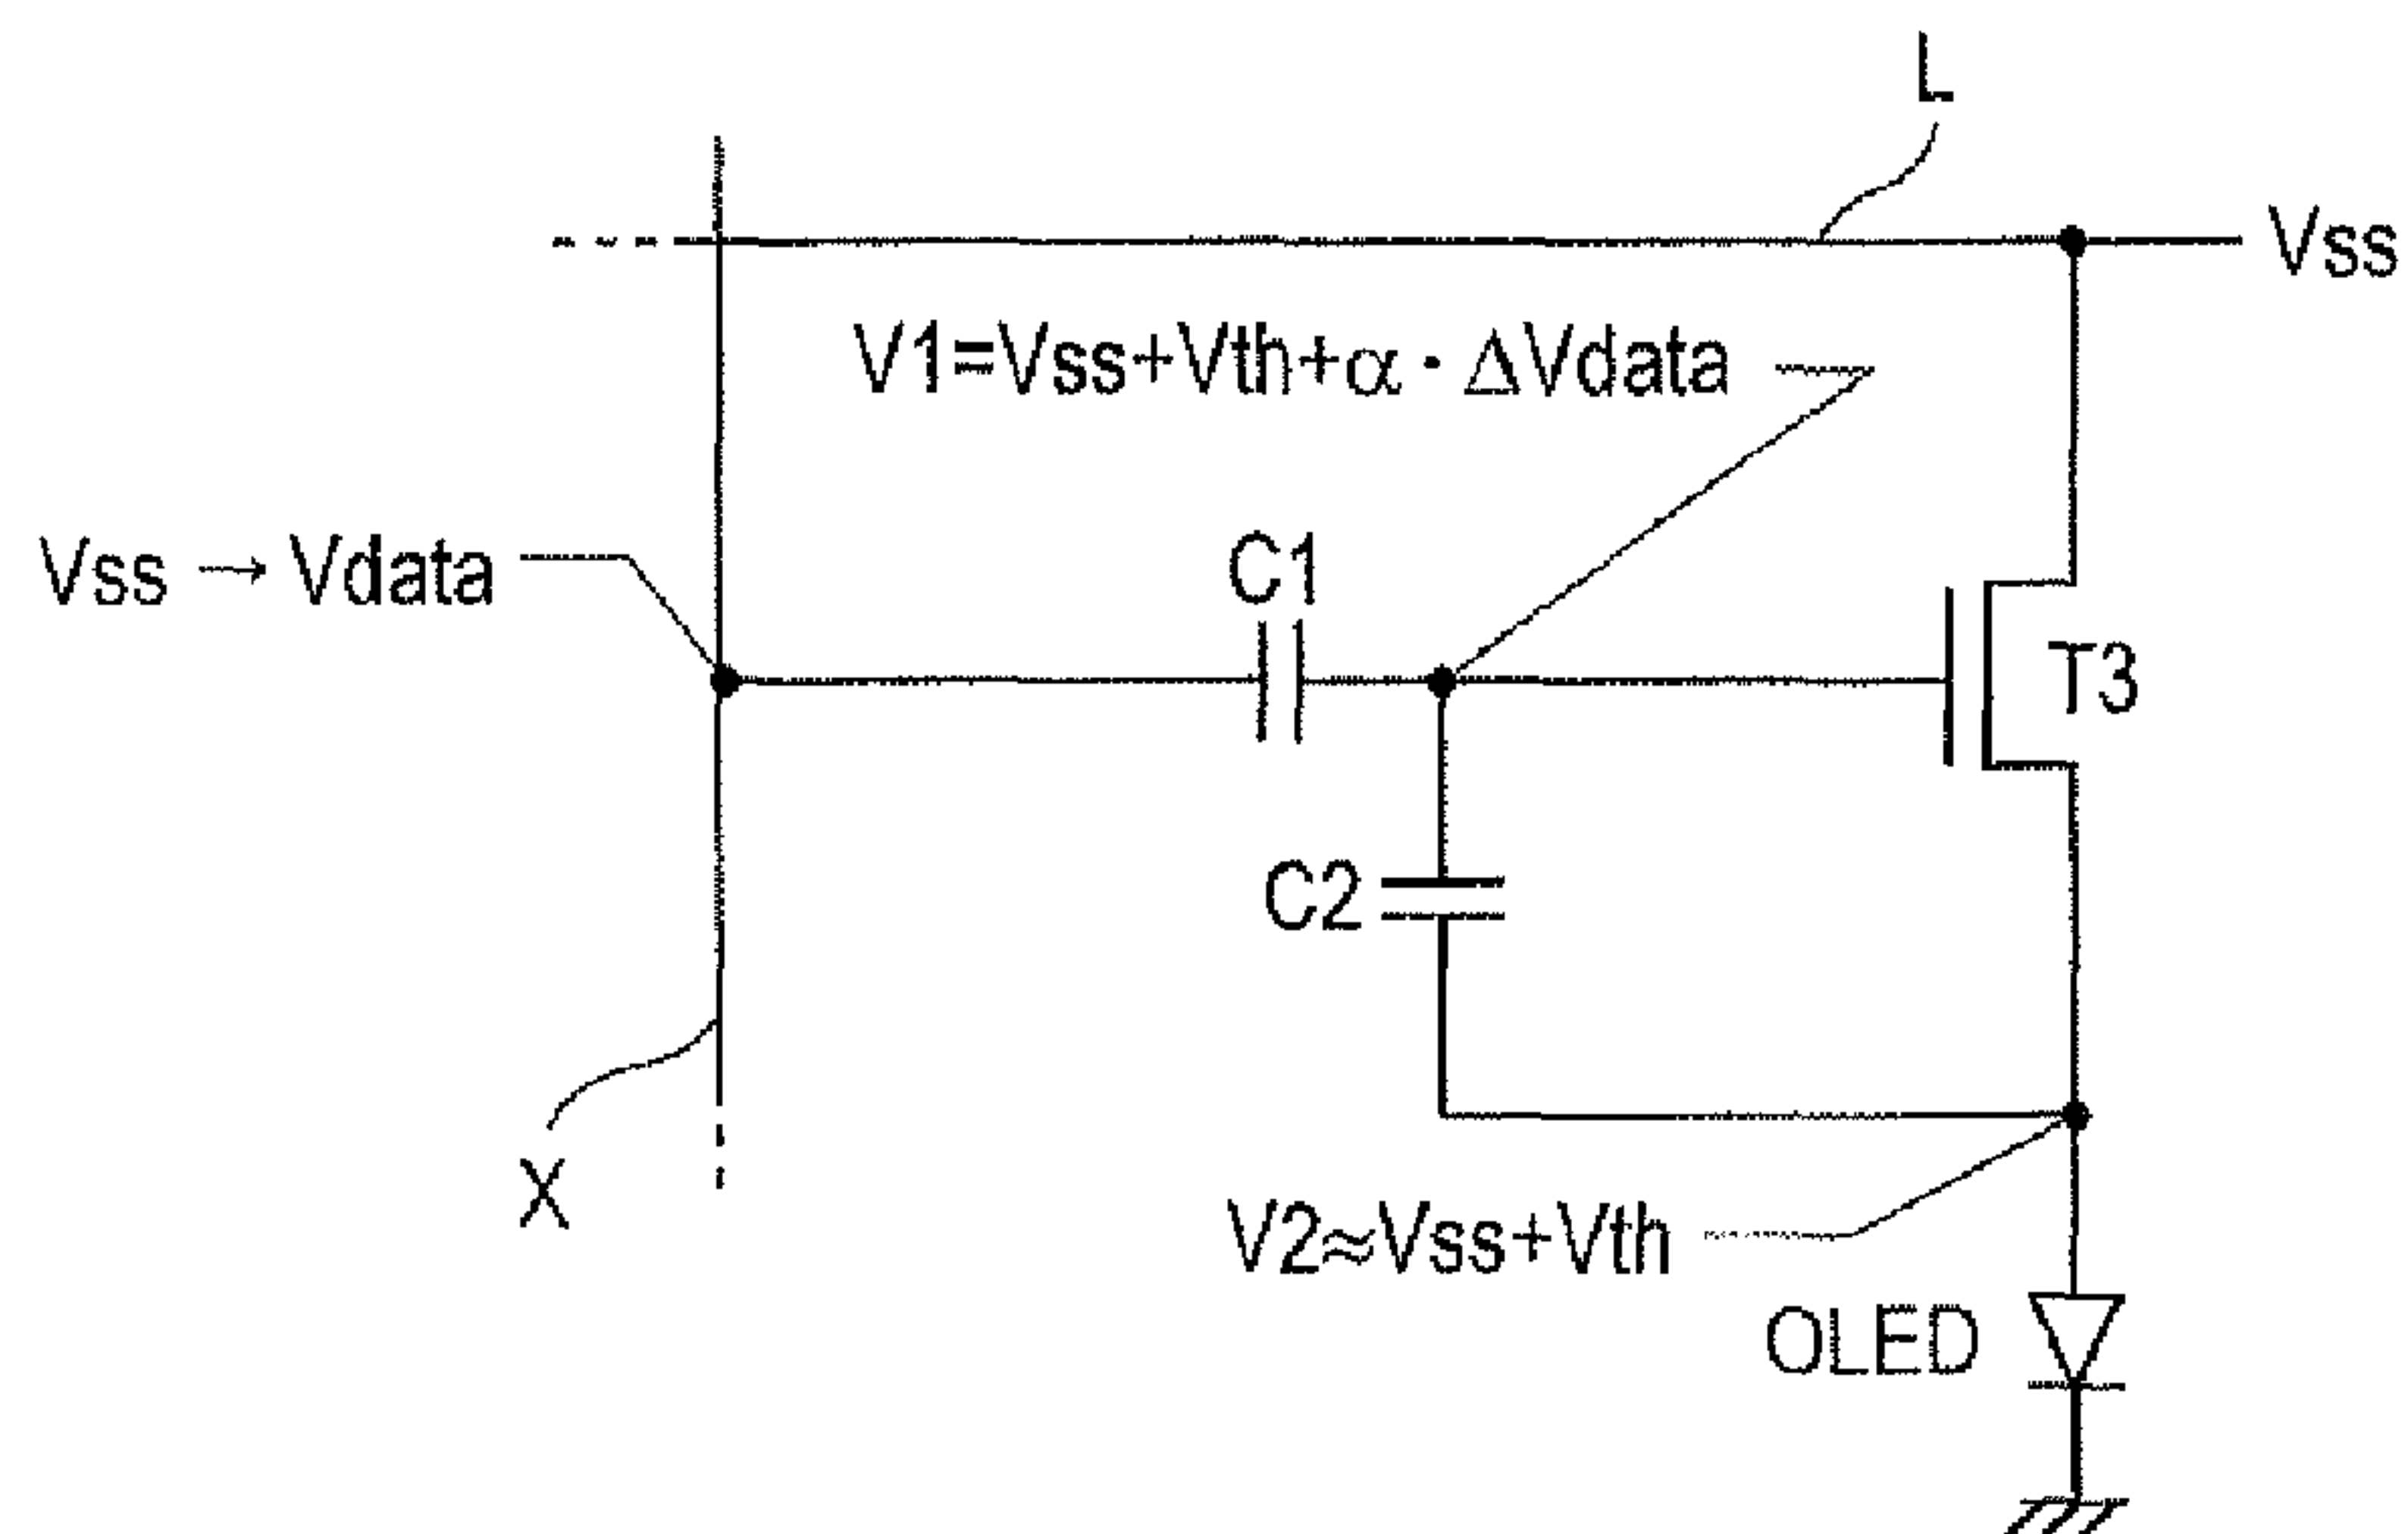 L
Vss
V1=Vss+Vth+α・ΔVdata
Vss → Vdata
C1
T3
C2
X
V2≈Vss+Vth
OLED